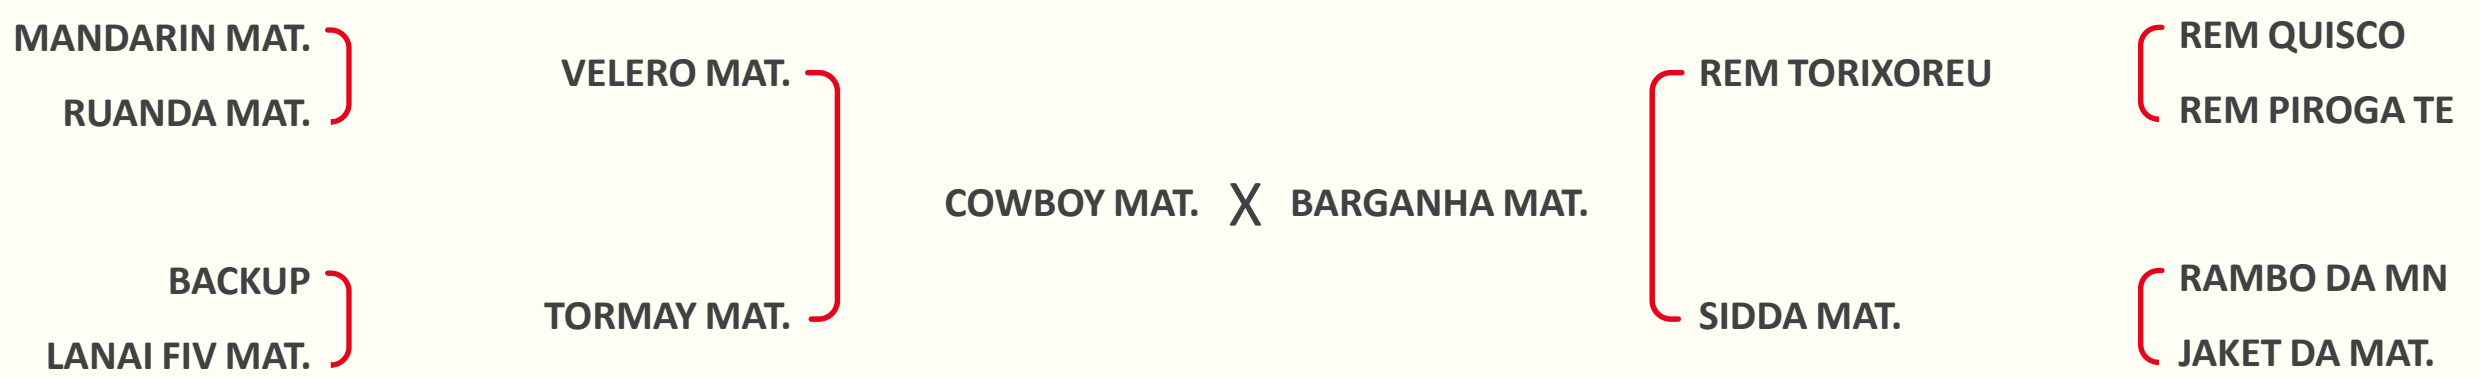 MANDARIN MAT.
RUANDA MAT.
BACKUP
LANAI FIV MAT.
VELERO MAT.
TORMAY MAT.
COWBOY MAT. X BARGANHA MAT.
REM TORIXOREU
SIDDA MAT.
REM QUISCO
REM PIROGA TE
RAMBO DA MN
JAKET DA MAT.